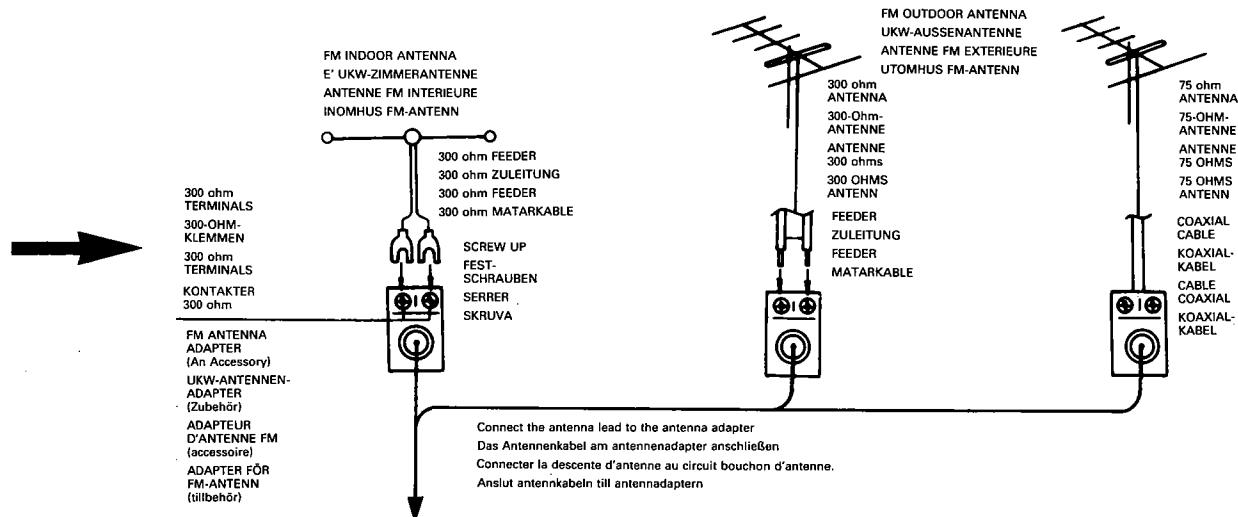 FM INDOOR ANTENNA
E' UKW-ZIMMERANTENNE
ANTENNE FM INTERIEURE
INOMHUS FM-ANTENN
300 ohm FEEDER
300 ohm ZULEITUNG
300 ohm FEEDER
300 ohm MATARKABLE
300 ohm
TERMINALS
300-OHM-
KLEMMEN
300 ohm
TERMINALS
KONTAKTER
300 ohm
SCREW UP
FEST-
SCHRAUBEN
SERRER
SKRUVA
FM ANTENNA
ADAPTER
(An Accessory)
UKW-ANTENNEN-
ADAPTER
(Zubehör)
ADAPTEUR
D'ANTENNE FM
(accessoire)
ADAPTER FÖR
FM-ANTENN
(tillbehör)
FM OUTDOOR ANTENNA
UKW-AUSSENANTENNE
ANTENNE FM EXTERIEURE
UTOMHUS FM-ANTENN
300 ohm
ANTENNA
300-Ohm-
ANTENNE
ANTENNE
300 ohms
300 OHMS
ANTENN
FEEDER
ZULEITUNG
FEEDER
MATARKABLE
75 ohm
ANTENNA
75-OHM-
ANTENNE
ANTENNE
75 OHMS
75 OHMS
ANTENN
COAXIAL
CABLE
KOAXIAL-
KABEL
CABLE
COAXIAL
KOAXIAL-
KABEL
Connect the antenna lead to the antenna adapter
Das Antennenkabel am antennenadapter anschließen
Connecter la descente d'antenne au circuit bouchon d'antenne.
Anslut antennkabeln till antennadaptern